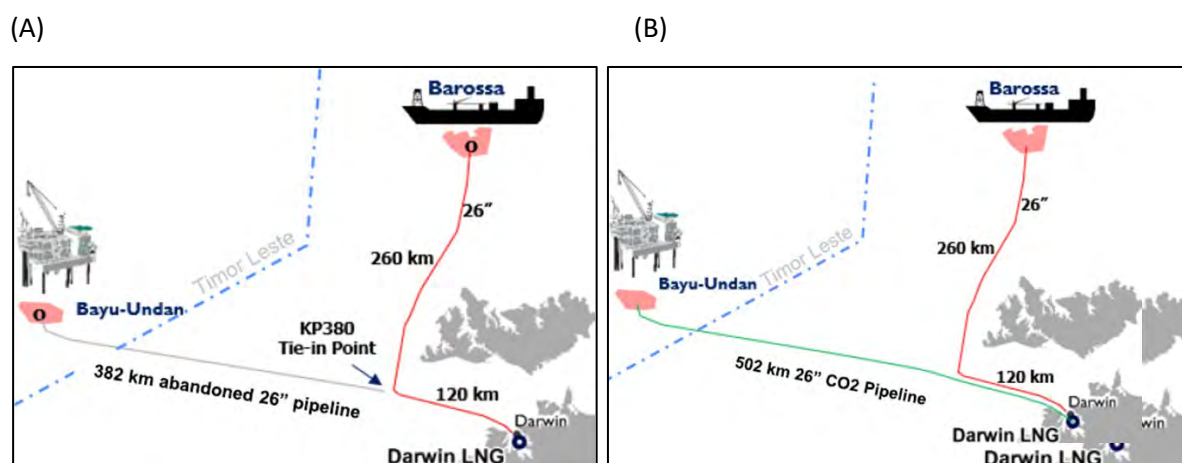 (A)
(B)
Barossa
o
26”
Timor Leste
260 km
o
Bayu-Undan
KP380
Tie-in Point
382 km abandoned 26” pipeline
120 km
Darwin
Darwin LNG
Barossa
26”
Timor Leste
260 km
Bayu-Undan
502 km 26” CO2 Pipeline
120 km
Darwin
Darwin LNG
win
Darwin LNG